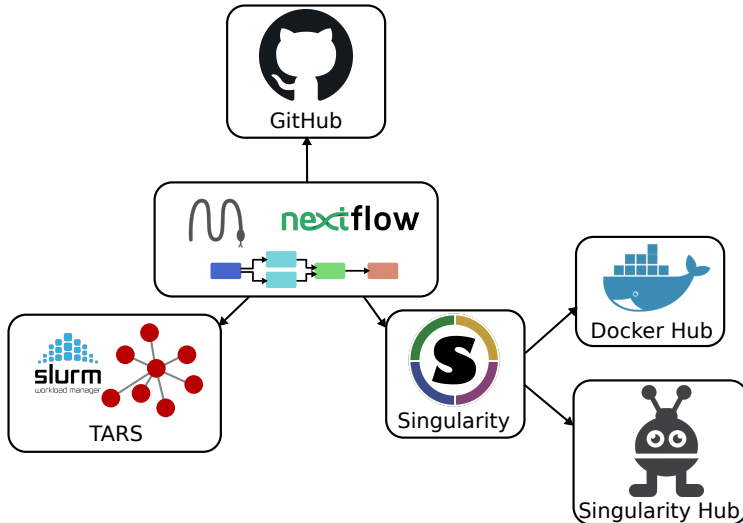 GitHub
nextflow
slurm
workload manager
TARS
S
Singularity
Docker Hub
Singularity Hub